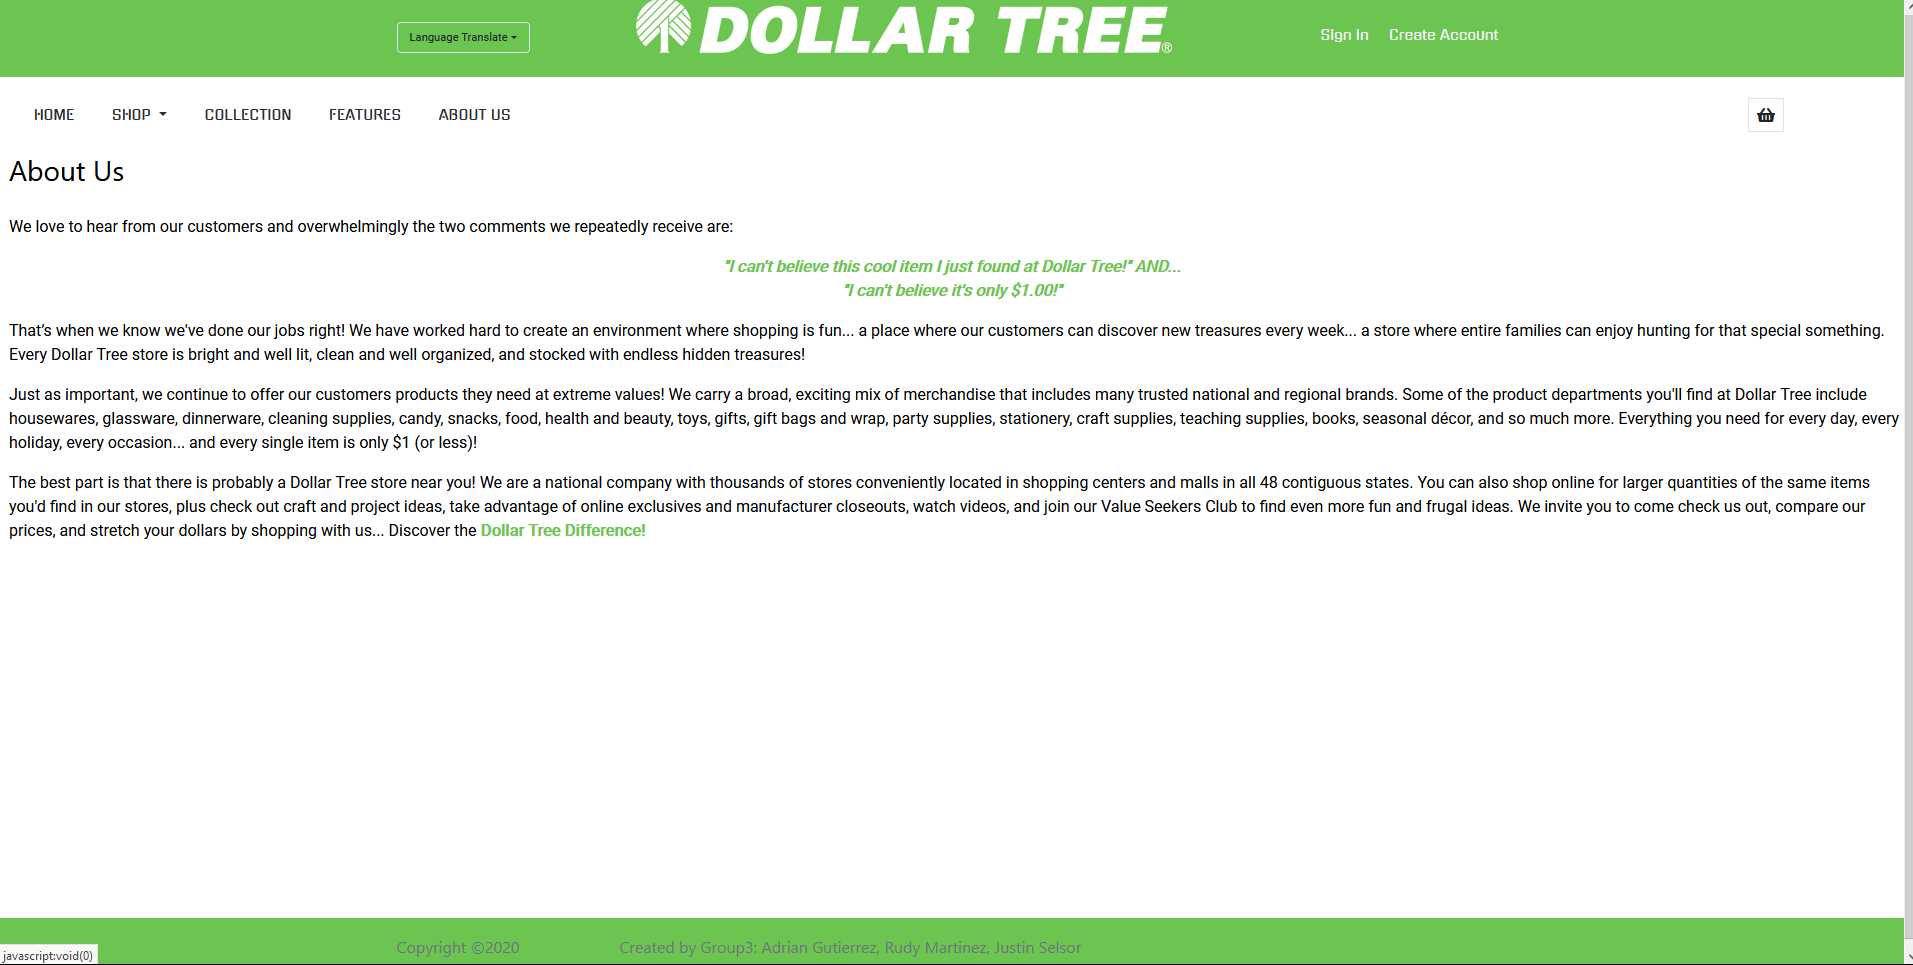 Language Translate
DOLLAR TREE®
Sign In Create Account
HOME SHOP COLLECTION FEATURES ABOUT US
About Us
We love to hear from our customers and overwhelmingly the two comments we repeatedly receive are:
"I can't believe this cool item I just found at Dollar Tree!" AND...
"I can't believe it's only $1.00!"
That's when we know we've done our jobs right! We have worked hard to create an environment where shopping is fun... a place where our customers can discover new treasures every week... a store where entire families can enjoy hunting for that special something.
Every Dollar Tree store is bright and well lit, clean and well organized, and stocked with endless hidden treasures!
Just as important, we continue to offer our customers products they need at extreme values! We carry a broad, exciting mix of merchandise that includes many trusted national and regional brands. Some of the product departments you'll find at Dollar Tree include
housewares, glassware, dinnerware, cleaning supplies, candy, snacks, food, health and beauty, toys, gifts, gift bags and wrap, party supplies, stationery, craft supplies, teaching supplies, books, seasonal décor, and so much more. Everything you need for every day, every
holiday, every occasion... and every single item is only $1 (or less)!
The best part is that there is probably a Dollar Tree store near you! We are a national company with thousands of stores conveniently located in shopping centers and malls in all 48 contiguous states. You can also shop online for larger quantities of the same items
you'd find in our stores, plus check out craft and project ideas, take advantage of online exclusives and manufacturer closeouts, watch videos, and join our Value Seekers Club to find even more fun and frugal ideas. We invite you to come check us out, compare our
prices, and stretch your dollars by shopping with us... Discover the Dollar Tree Difference!
Copyright ©2020 Created by Group3: Adrian Gutierrez, Rudy Martinez, Justin Selsor
javascript:void(0)